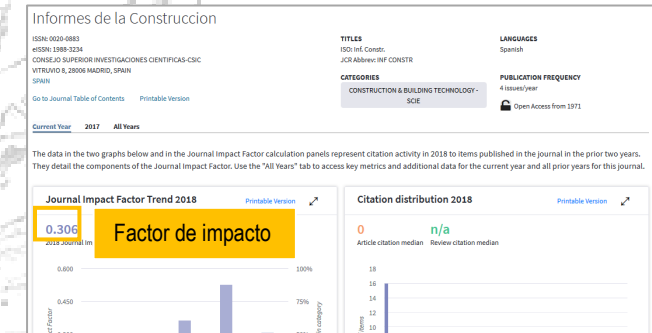 Informes de la Construccion
ISSN: 0020-0883
eISSN: 1988-3234
CONSEJO SUPERIOR INVESTIGACIONES CIENTIFICAS-CSIC
VITRUVIO 8, 28006 MADRID, SPAIN
SPAIN
Go to Journal Table of Contents Printable Version
TITLES
ISO: Inf. Constr.
JCR Abbrev: INF CONSTR
CATEGORIES
CONSTRUCTION & BUILDING TECHNOLOGY -
SCIE
LANGUAGES
Spanish
PUBLICATION FREQUENCY
4 issues/year
Open Access from 1971
Current Year 2017 All Years
The data in the two graphs below and in the Journal Impact Factor calculation panels represent citation activity in 2018 to items published in the journal in the prior two years.
They detail the components of the Journal Impact Factor. Use the "All Years" tab to access key metrics and additional data for the current year and all prior years for this journal.
Journal Impact Factor Trend 2018 Printable Version
0.306
2018 Journal Im
Factor de impacto
0.600 100%
0.450 75%
Factor
in category
Citation distribution 2018 Printable Version
0 n/a
Article citation median Review citation median
18
16
14
12
10
items